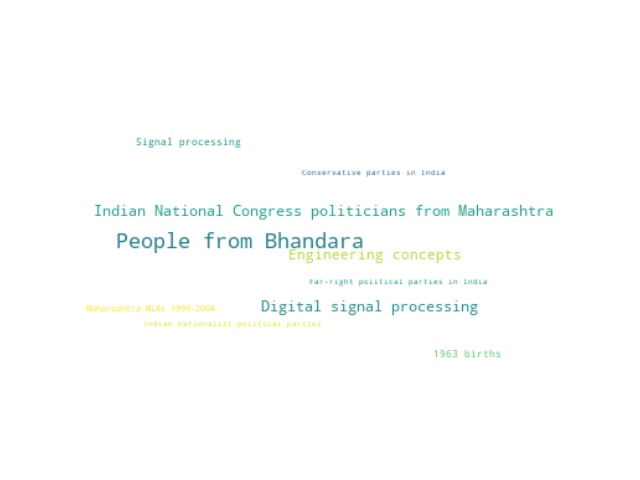 Signal processing
Conservative parties in India
Indian National Congress politicians from Maharashtra
People from Bhandara
Engineering concepts
Far-right political parties in India
Digital signal processing
Maharashtra MLAs 1999–2004
Indian nationalist political parties
1963 births